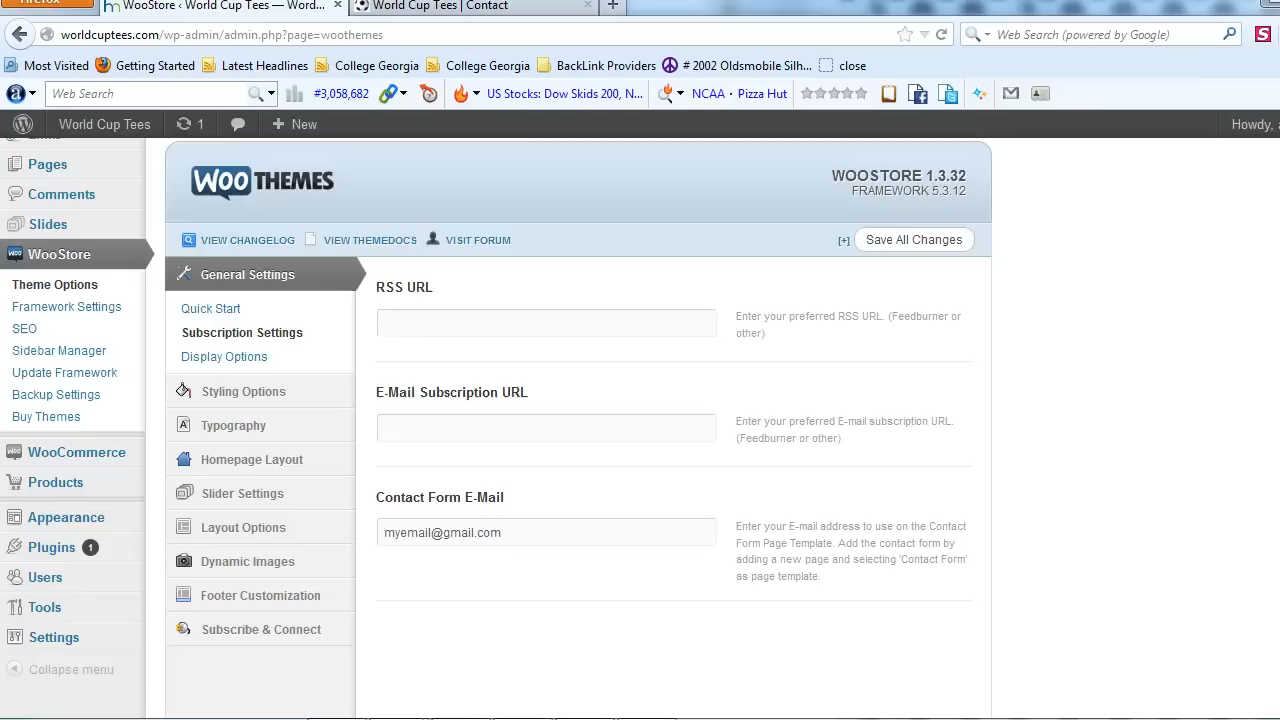 Firefox
WooStore ‹ World Cup Tees — Wor...
World Cup Tees | Contact
worldcuptees.com/wp-admin/admin.php?page=woothemes
Web Search (powered by Google)
S
Most Visited
Getting Started
Latest Headlines
College Georgia
College Georgia
BackLink Providers
# 2002 Oldsmobile Silh...
close
a
Web Search
#3,058,682
US Stocks: Dow Skids 200, N...
NCAA • Pizza Hut
World Cup Tees
1
New
Howdy,
Pages
Comments
Slides
WooStore
Theme Options
Framework Settings
SEO
Sidebar Manager
Update Framework
Backup Settings
Buy Themes
WooCommerce
Products
Appearance
Plugins 1
Users
Tools
Settings
Collapse menu
WOOTHEMES
WOOSTORE 1.3.32
FRAMEWORK 5.3.12
VIEW CHANGELOG
VIEW THEMEDOCS
VISIT FORUM
[+]
Save All Changes
General Settings
Quick Start
Subscription Settings
Display Options
Styling Options
Typography
Homepage Layout
Slider Settings
Layout Options
Dynamic Images
Footer Customization
Subscribe & Connect
RSS URL
Enter your preferred RSS URL. (Feedburner or
other)
E-Mail Subscription URL
Enter your preferred E-mail subscription URL.
(Feedburner or other)
Contact Form E-Mail
myemail@gmail.com
Enter your E-mail address to use on the Contact
Form Page Template. Add the contact form by
adding a new page and selecting 'Contact Form'
as page template.